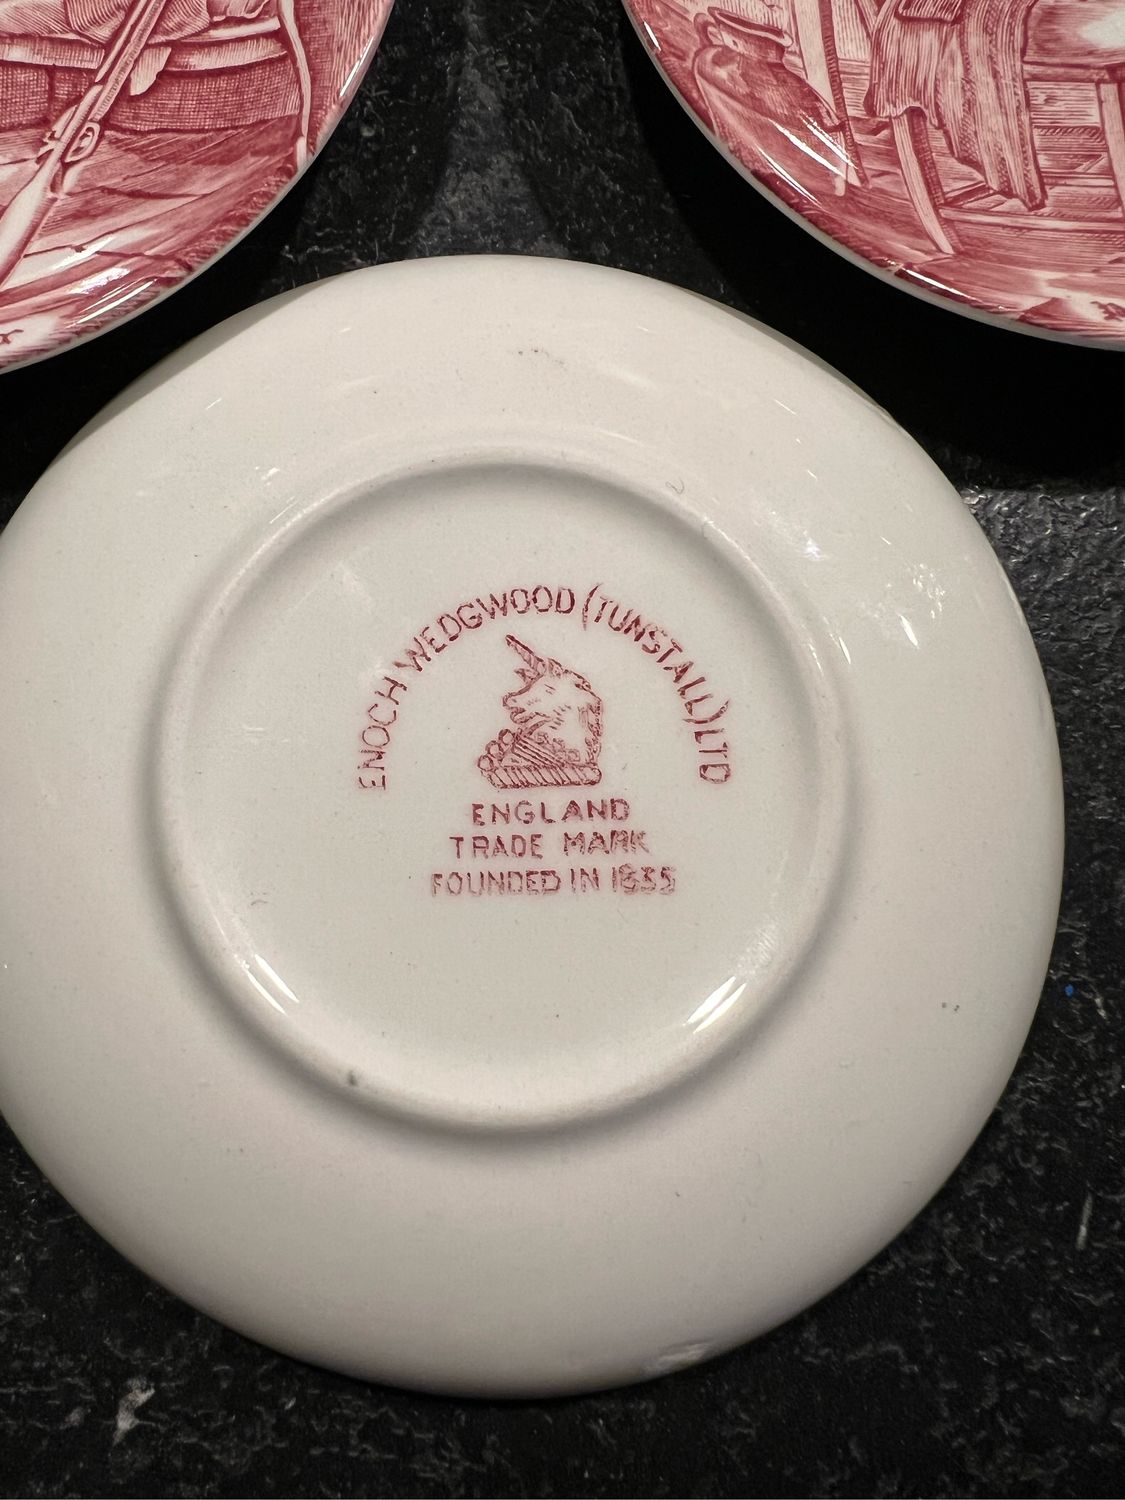 ENOCH WEDGWOOD (TUNSTALL) LTD
ENGLAND
TRADE MARK
FOUNDED IN 1835